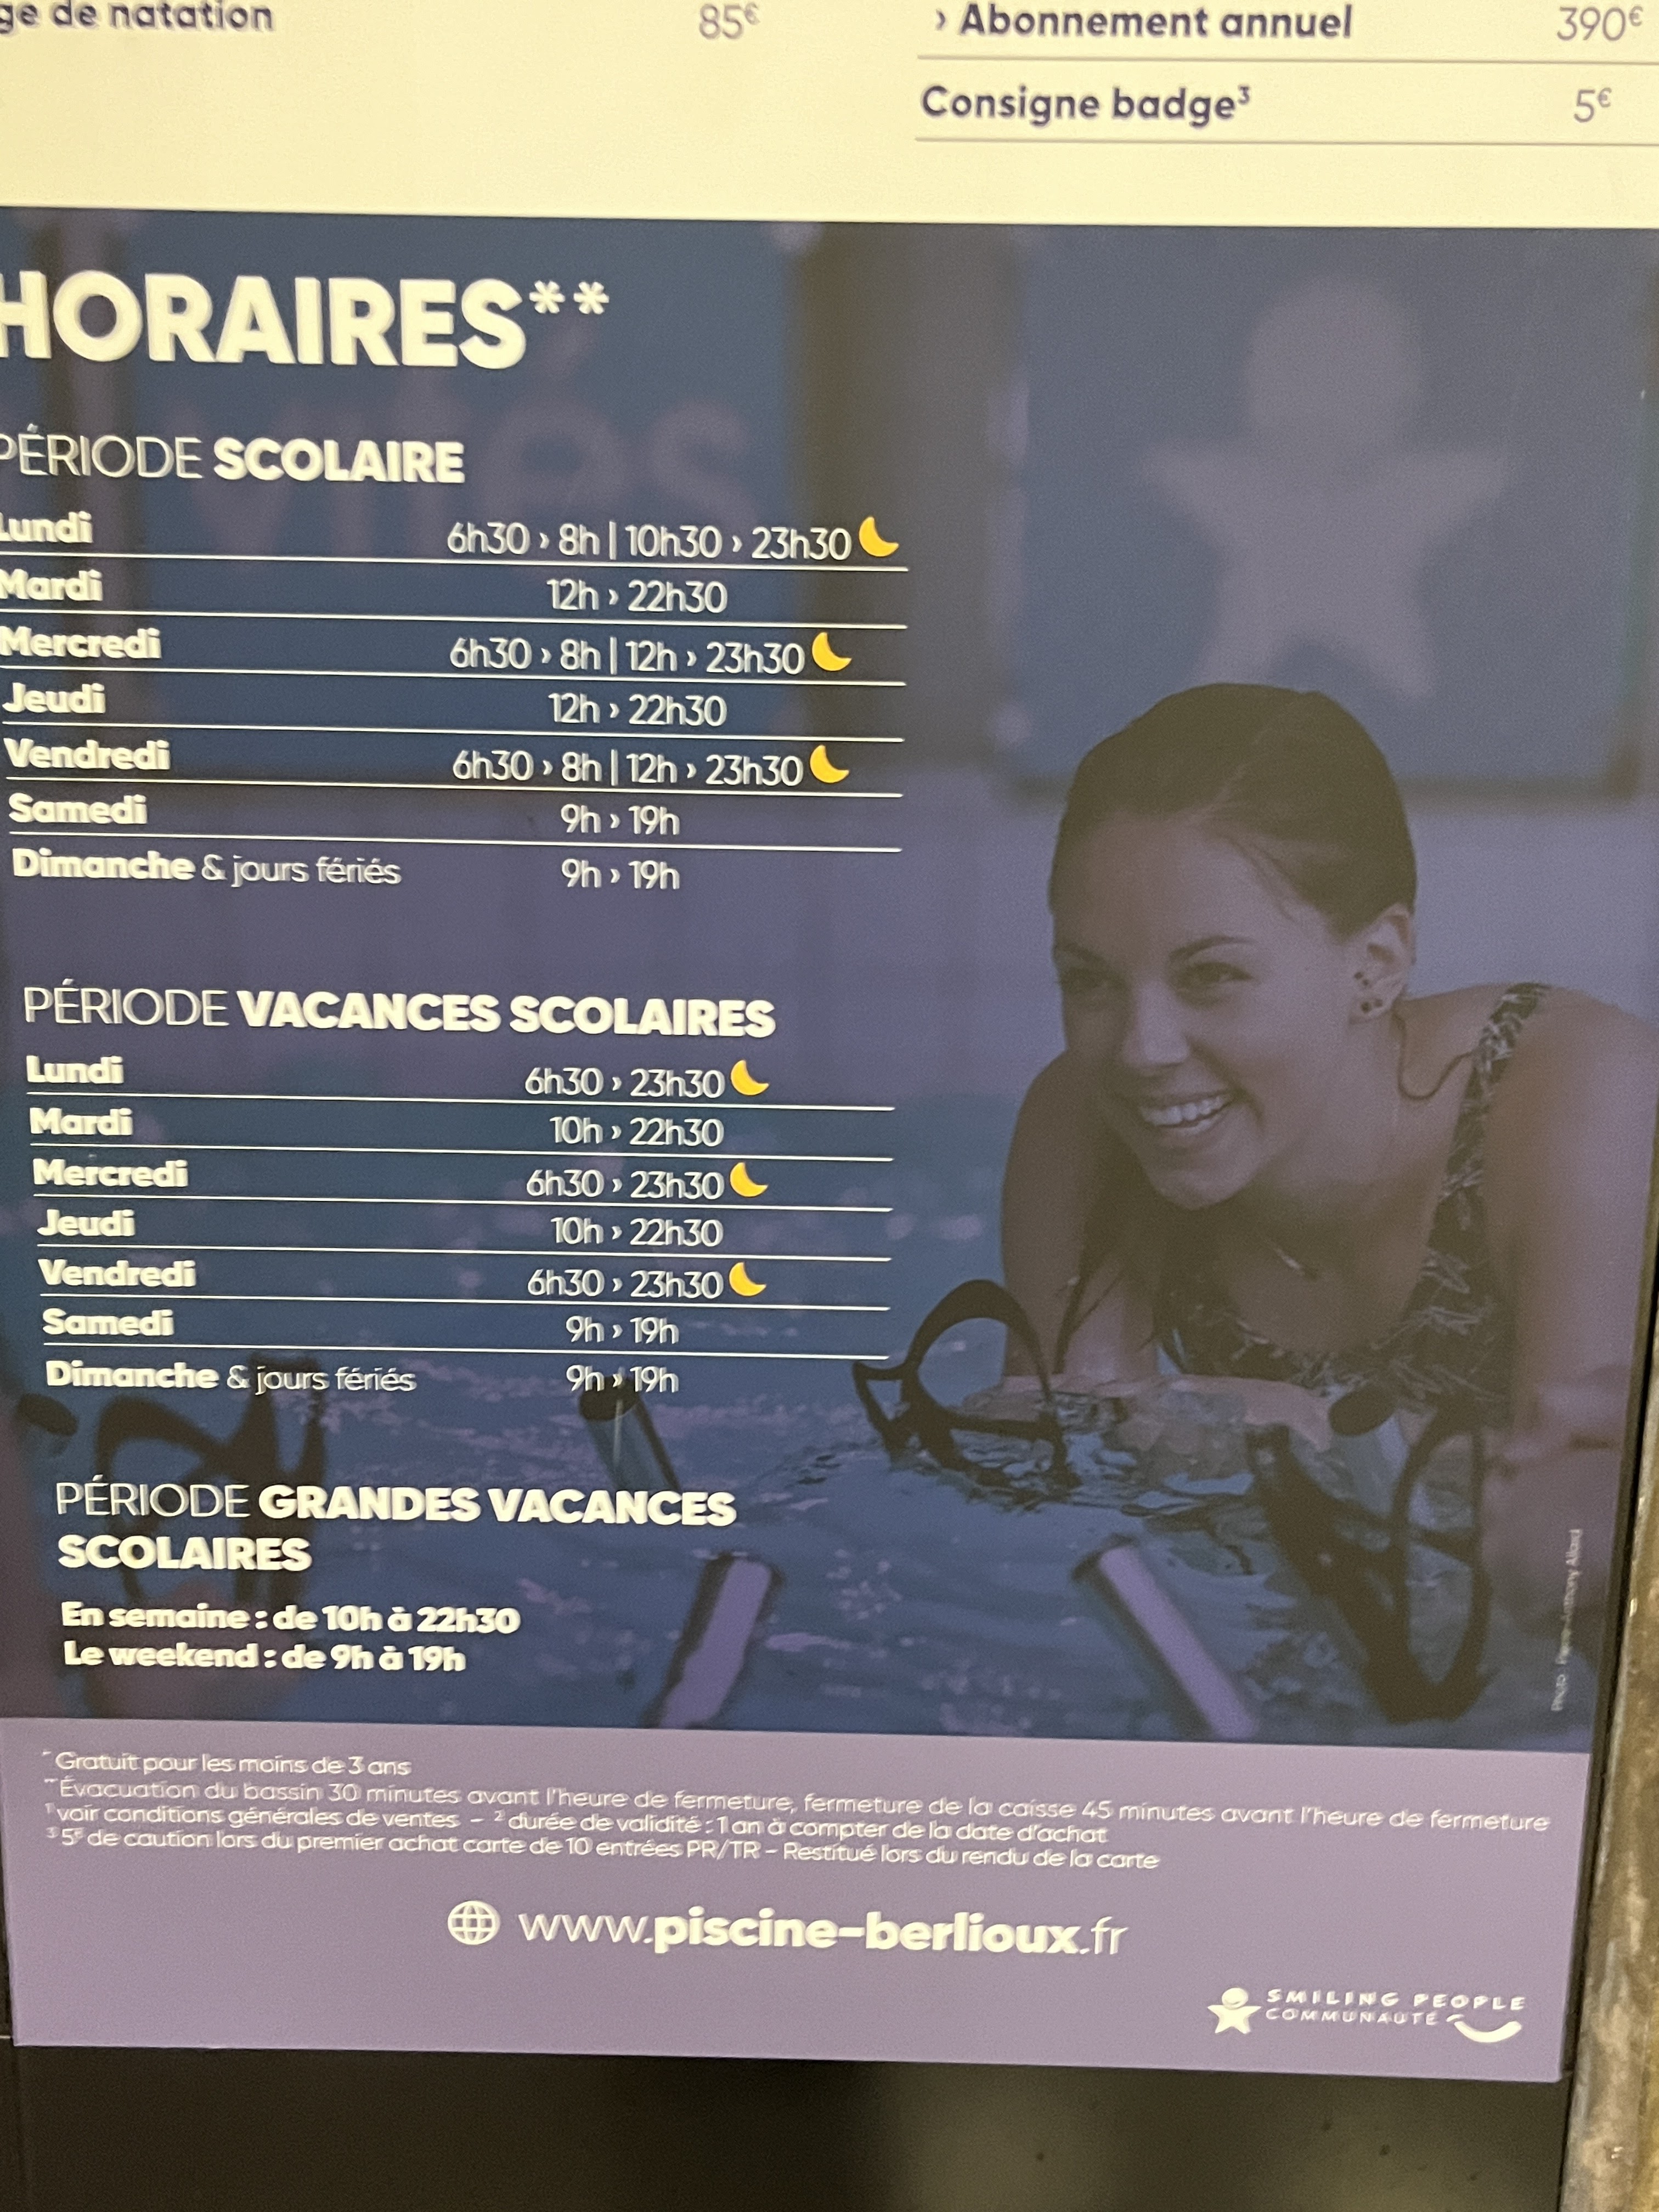 ge de natation 85€
› Abonnement annuel 390€
Consigne badge³ 5€
HORAIRES**
PÉRIODE SCOLAIRE
Lundi 6h30 › 8h | 10h30 › 23h30
Mardi 12h › 22h30
Mercredi 6h30 › 8h | 12h › 23h30
Jeudi 12h › 22h30
Vendredi 6h30 › 8h | 12h › 23h30
Samedi 9h › 19h
Dimanche & jours fériés 9h › 19h
PÉRIODE VACANCES SCOLAIRES
Lundi 6h30 › 23h30
Mardi 10h › 22h30
Mercredi 6h30 › 23h30
Jeudi 10h › 22h30
Vendredi 6h30 › 23h30
Samedi 9h › 19h
Dimanche & jours fériés 9h › 19h
PÉRIODE GRANDES VACANCES
SCOLAIRES
En semaine : de 10h à 22h30
Le weekend : de 9h à 19h
* Gratuit pour les moins de 3 ans
** Évacuation du bassin 30 minutes avant l'heure de fermeture, fermeture de la caisse 45 minutes avant l'heure de fermeture
¹ voir conditions générales de ventes - ² durée de validité : 1 an à compter de la date d'achat
³ 5€ de caution lors du premier achat carte de 10 entrées PR/TR - Restitué lors du rendu de la carte
www.piscine-berlioux.fr
SMILING PEOPLE
COMMUNAUTÉ